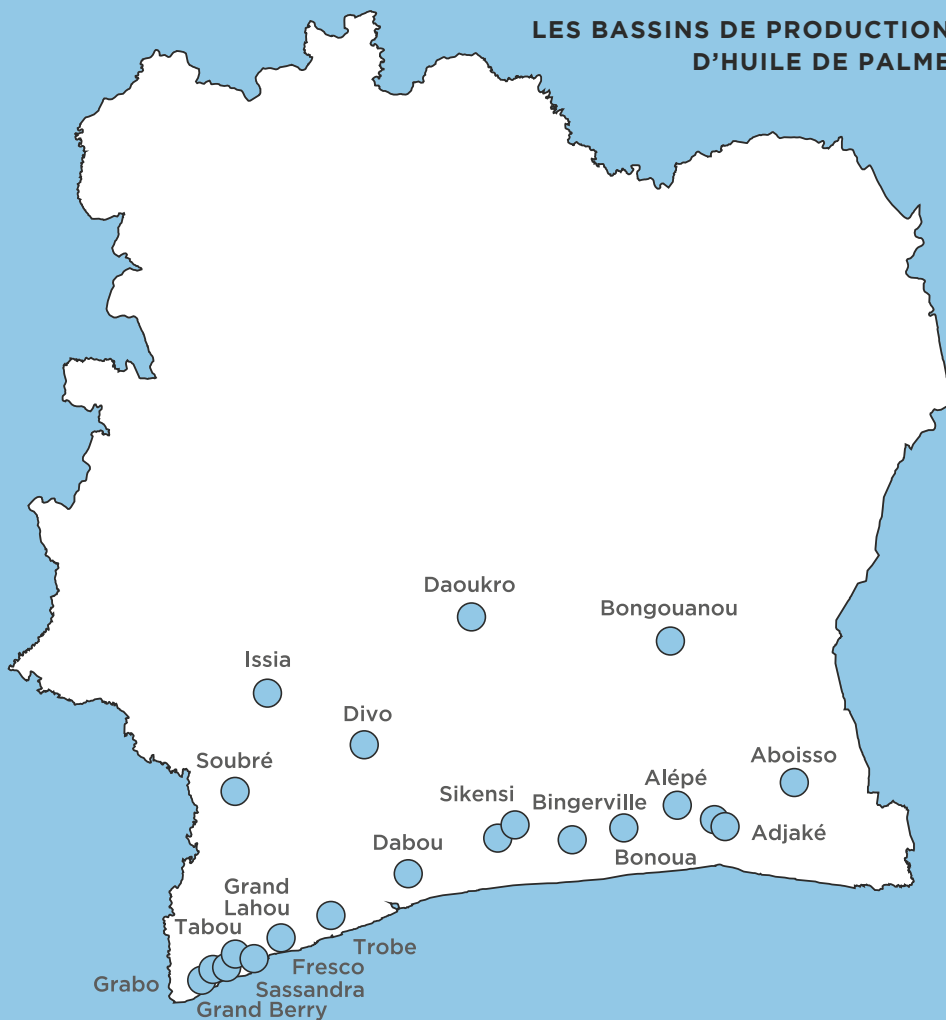 LES BASSINS DE PRODUCTION
D’HUILE DE PALME
Daoukro
Bongouanou
Issia
Divo
Soubré
Aboisso
Alépé
Sikensi
Bingerville
Adjaké
Dabou
Bonoua
Grand
Lahou
Tabou
Trobe
Fresco
Grabo
Sassandra
Grand Berry